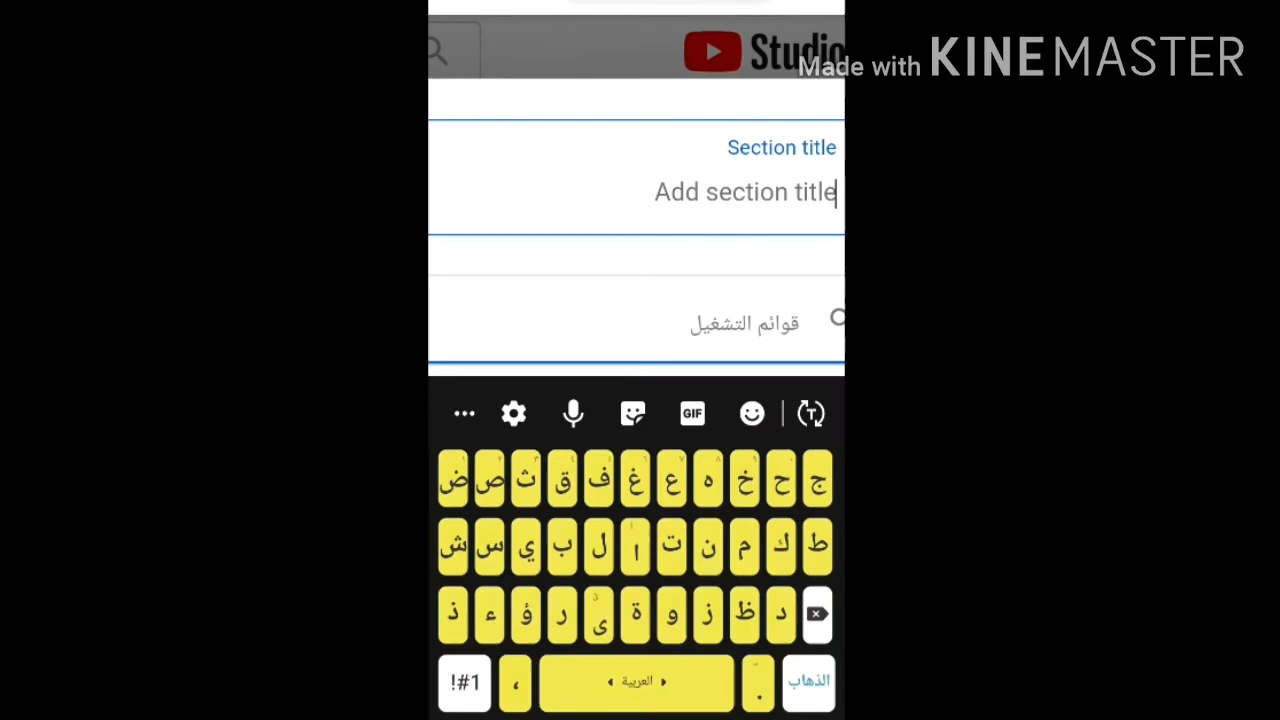 Studio
Made with KINEMASTER
Section title
Add section title
قوائم التشغيل
GIF
T
ض ص ث ق ف غ ع ه خ ح ج
ش س ي ب ل ا ت ن م ك ط
ذ ء ؤ ر ى ة و ز ظ د
!#1 ، العربية . الذهاب